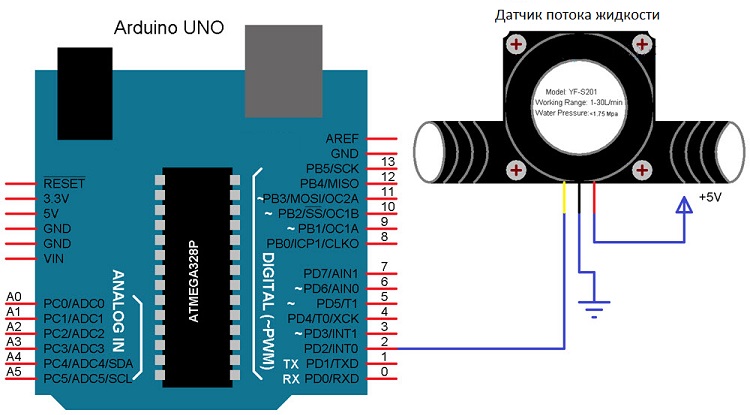 Датчик потока жидкости
Arduino UNO
Model: YF-S201
Working Range: 1-30L/min
Water Pressure:<1.75 Mpa
+5V
RESET
3.3V
5V
GND
GND
VIN
A0 PC0/ADC0
A1 PC1/ADC1
A2 PC2/ADC2
A3 PC3/ADC3
A4 PC4/ADC4/SDA
A5 PC5/ADC5/SCL
ANALOG IN
ATMEGA328P
DIGITAL (~PWM)
AREF
GND
PB5/SCK 13
PB4/MISO 12
~PB3/MOSI/OC2A 11
~ PB2/SS/OC1B 10
~ PB1/OC1A 9
PB0/ICP1/CLKO 8
PD7/AIN1 7
~ PD6/AIN0 6
~ PD5/T1 5
PD4/T0/XCK 4
~ PD3/INT1 3
PD2/INT0 2
TX PD1/TXD 1
RX PD0/RXD 0